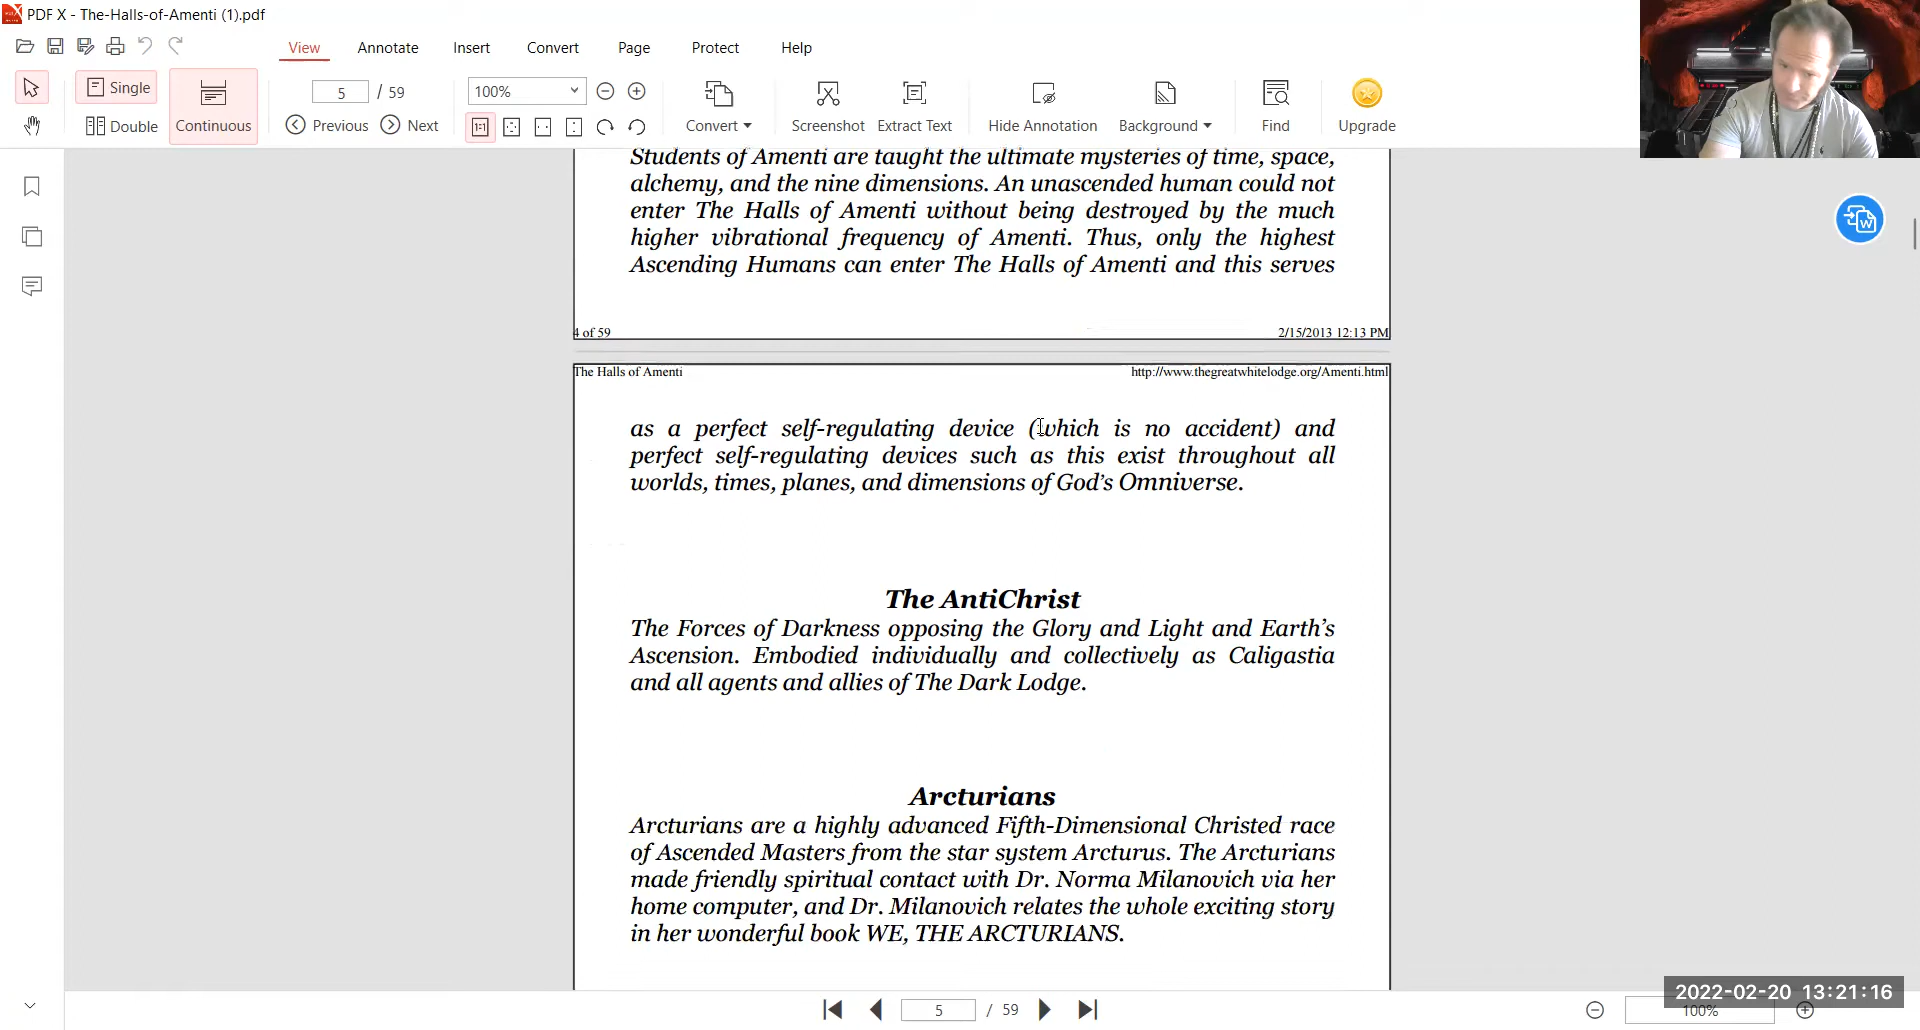 PDF X - The-Halls-of-Amenti (1).pdf
View Annotate Insert Convert Page Protect Help
Single
Double
Continuous
5 / 59
Previous Next
100%
1:1
Convert
Screenshot
Extract Text
Hide Annotation
Background
Find
Upgrade
W
Students of Amenti are taught the ultimate mysteries of time, space,
alchemy, and the nine dimensions. An unascended human could not
enter The Halls of Amenti without being destroyed by the much
higher vibrational frequency of Amenti. Thus, only the highest
Ascending Humans can enter The Halls of Amenti and this serves
4 of 59 2/15/2013 12:13 PM
The Halls of Amenti http://www.thegreatwhitelodge.org/Amenti.html
as a perfect self-regulating device (which is no accident) and
perfect self-regulating devices such as this exist throughout all
worlds, times, planes, and dimensions of God's Omniverse.
The AntiChrist
The Forces of Darkness opposing the Glory and Light and Earth's
Ascension. Embodied individually and collectively as Caligastia
and all agents and allies of The Dark Lodge.
Arcturians
Arcturians are a highly advanced Fifth-Dimensional Christed race
of Ascended Masters from the star system Arcturus. The Arcturians
made friendly spiritual contact with Dr. Norma Milanovich via her
home computer, and Dr. Milanovich relates the whole exciting story
in her wonderful book WE, THE ARCTURIANS.
5 / 59
2022-02-20 13:21:16
100%